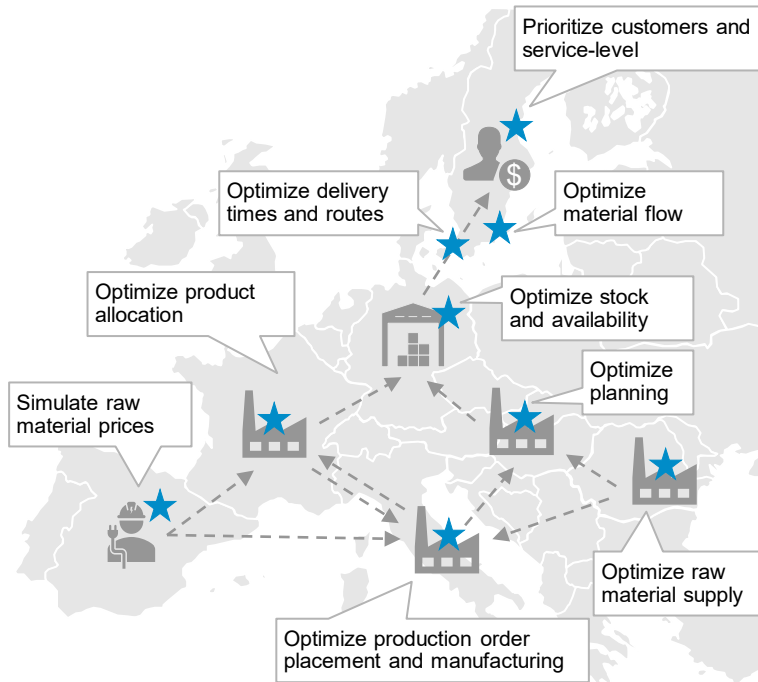 Prioritize customers and
service-level
$
Optimize delivery
times and routes
Optimize
material flow
Optimize product
allocation
Optimize stock
and availability
Optimize
planning
Simulate raw
material prices
Optimize raw
material supply
Optimize production order
placement and manufacturing